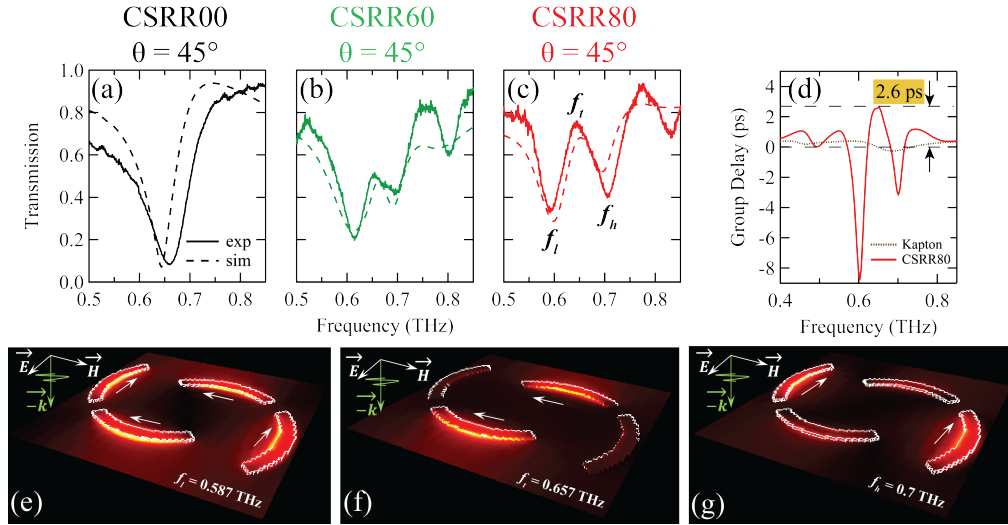 CSRR00
θ = 45°
CSRR60
θ = 45°
CSRR80
θ = 45°
Transmission
1.0
0.8
0.6
0.4
0.2
0.0
(a)
exp
sim
0.5 0.6 0.7 0.8
(b)
0.5 0.6 0.7 0.8
(c)
f_t
f_l
f_h
0.5 0.6 0.7 0.8
Frequency (THz)
Group Delay (ps)
4
2
0
-2
-4
-6
-8
(d)
2.6 ps
Kapton
CSRR80
0.4 0.6 0.8
Frequency (THz)
E
H
-k
f_l = 0.587 THz
(e)
E
H
-k
f_t = 0.657 THz
(f)
E
H
-k
f_h = 0.7 THz
(g)